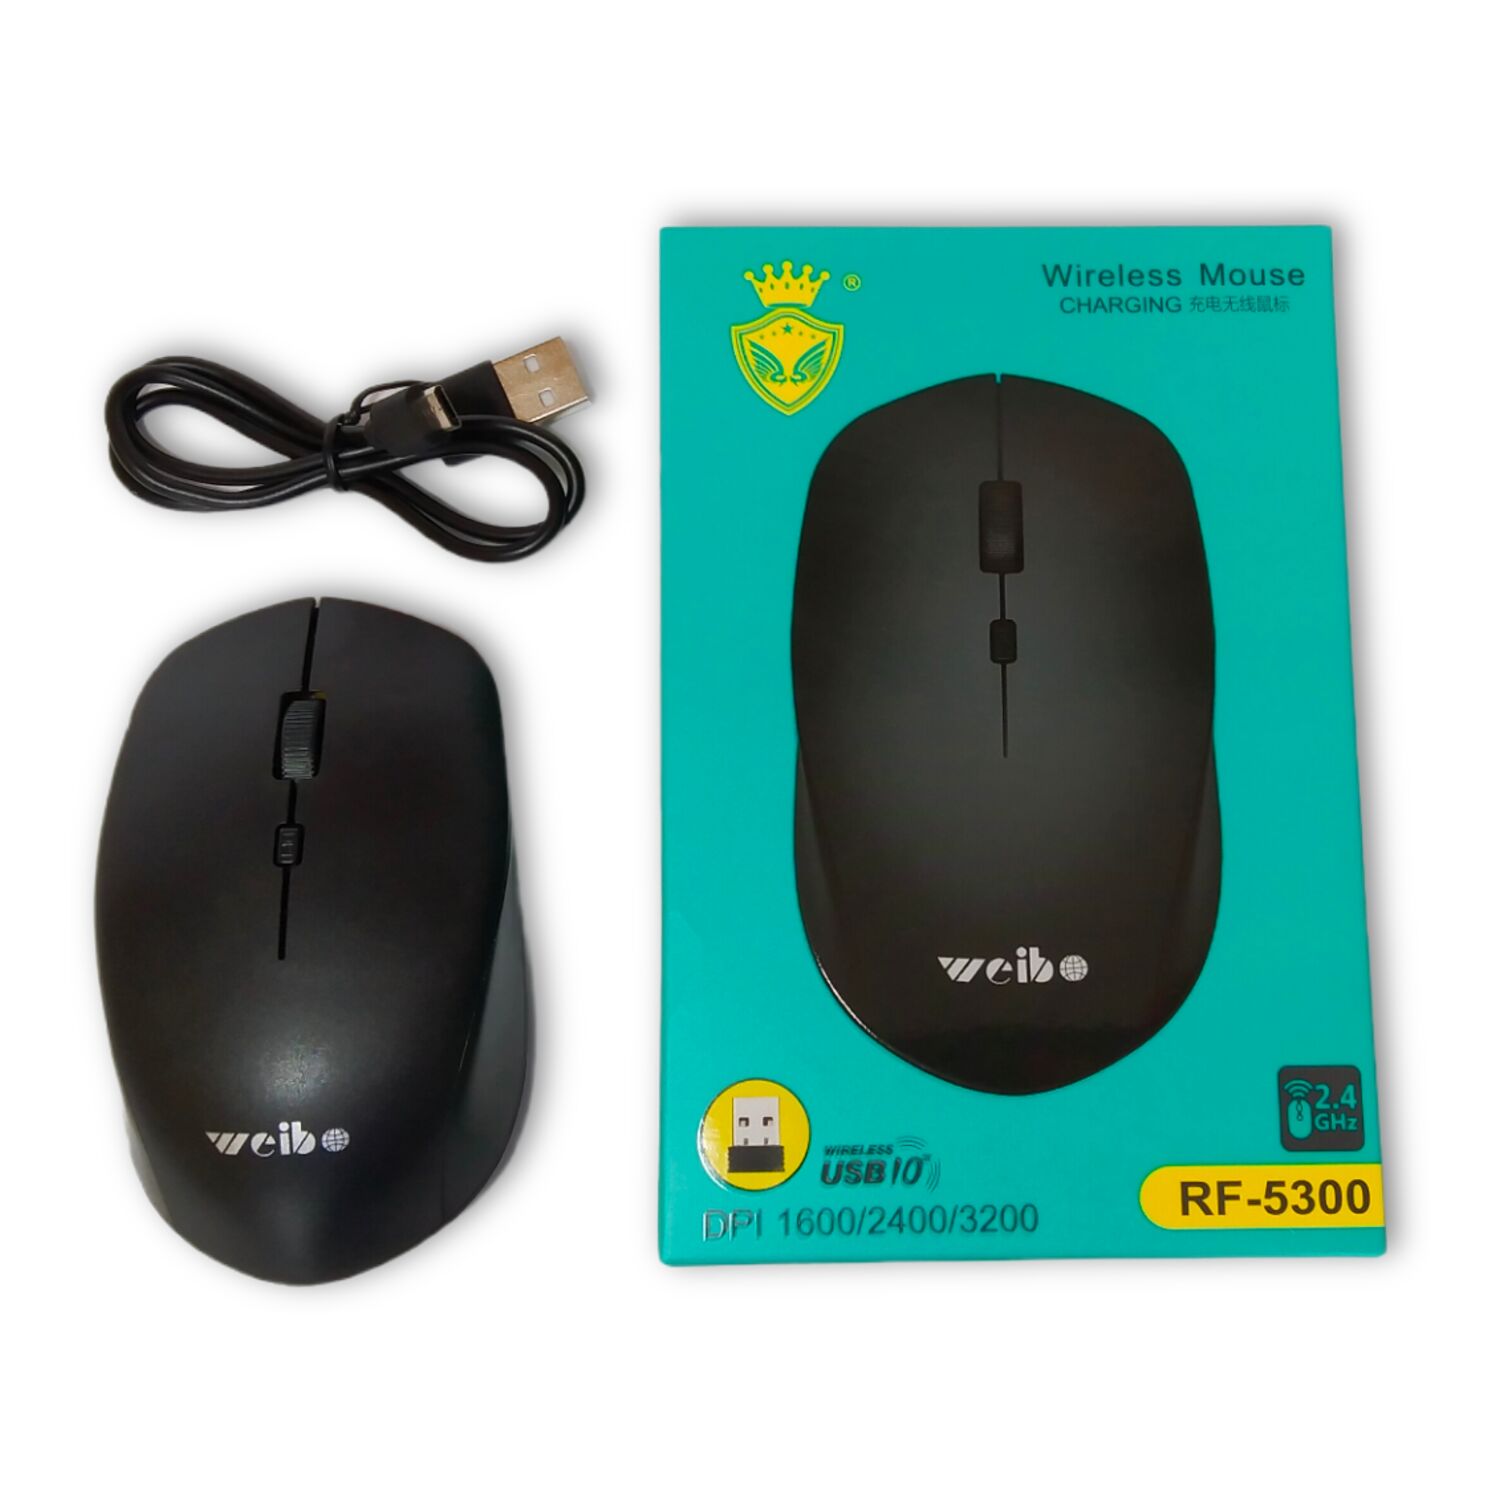 ®
Wireless Mouse
CHARGING 充电无线鼠标
weibo
weibo
2.4
GHz
WIRELESS
USB 10m
RF-5300
DPI 1600/2400/3200